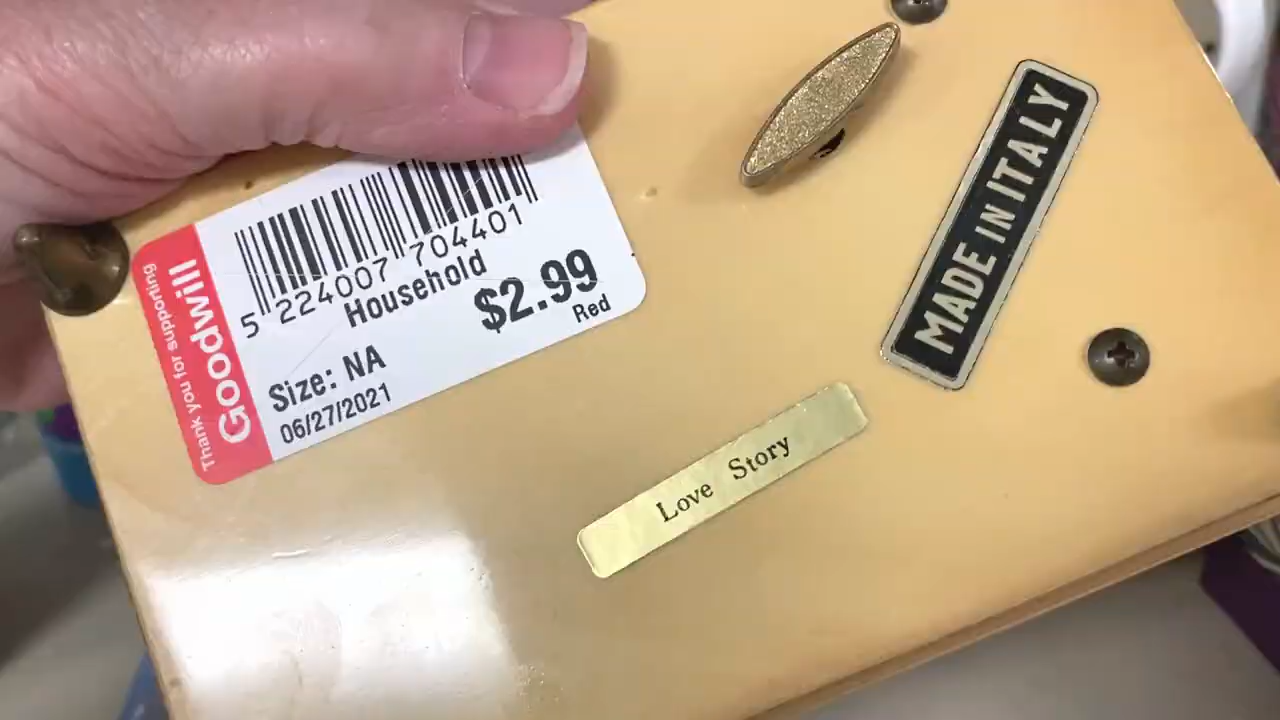 Thank you for supporting
Goodwill
5 224007 704401
Household
$2.99
Red
Size: NA
06/27/2021
MADE IN ITALY
Love Story